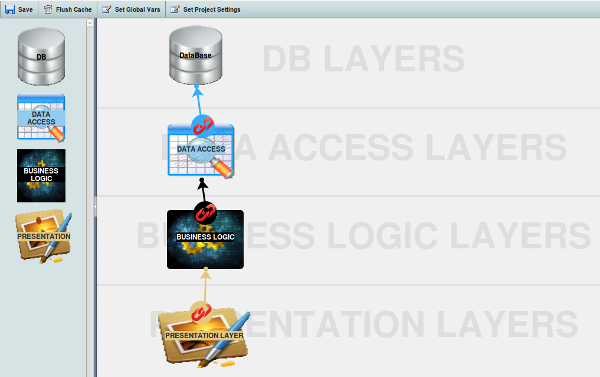 Save
Flush Cache
Set Global Vars
Set Project Settings
DB
DATA
ACCESS
BUSINESS
LOGIC
PRESENTATION
DB LAYERS
DataBase
DATA ACCESS LAYERS
DATA ACCESS
BUSINESS LOGIC LAYERS
BUSINESS LOGIC
PRESENTATION LAYERS
PRESENTATION LAYER